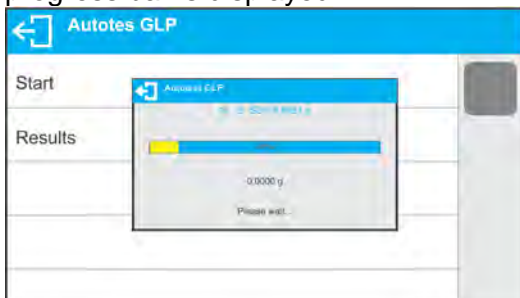 progress bar is displayed
Autotes GLP
Start
Results
Autotest GLP
0.0000 g
Please wait...